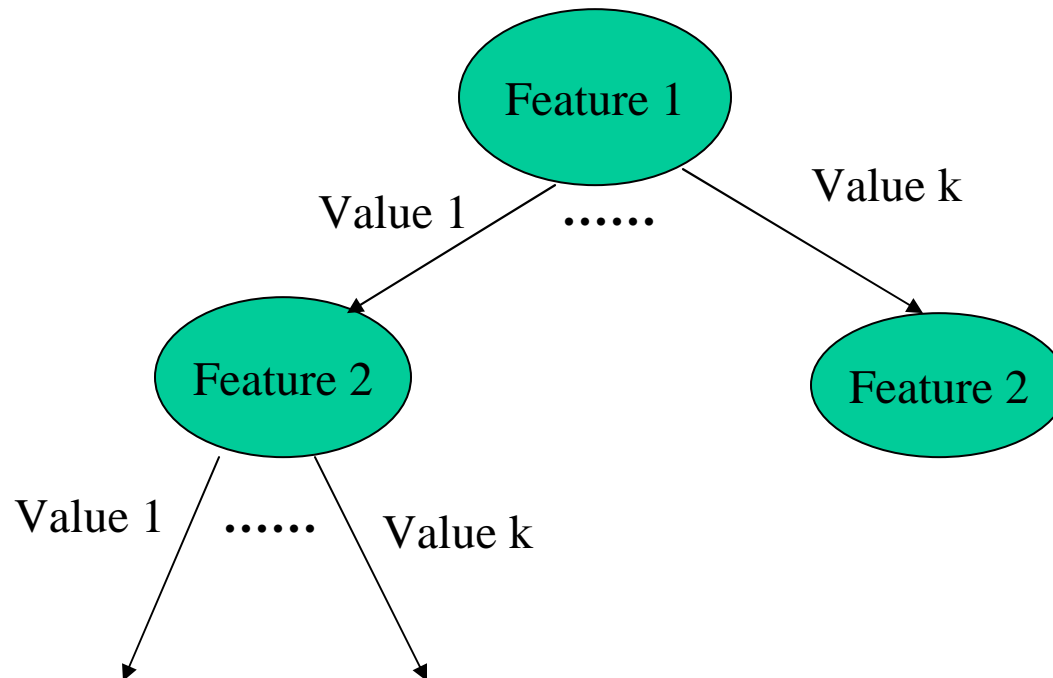 Feature 1
Value 1
......
Value k
Feature 2
Feature 2
Value 1
......
Value k